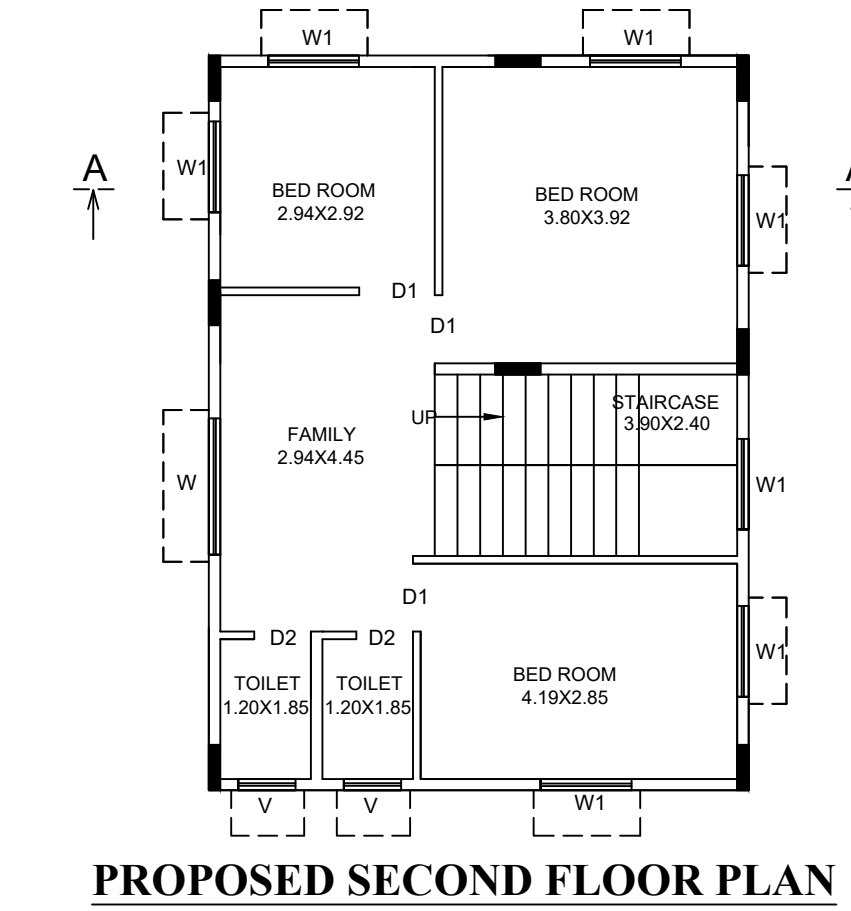 W1
W1
A
W1
A
W1
BED ROOM
2.94X2.92
BED ROOM
3.80X3.92
D1
D1
UP
STAIRCASE
3.90X2.40
FAMILY
2.94X4.45
W
W1
D1
D2
D2
TOILET
1.20X1.85
TOILET
1.20X1.85
BED ROOM
4.19X2.85
W1
V
V
W1
PROPOSED SECOND FLOOR PLAN